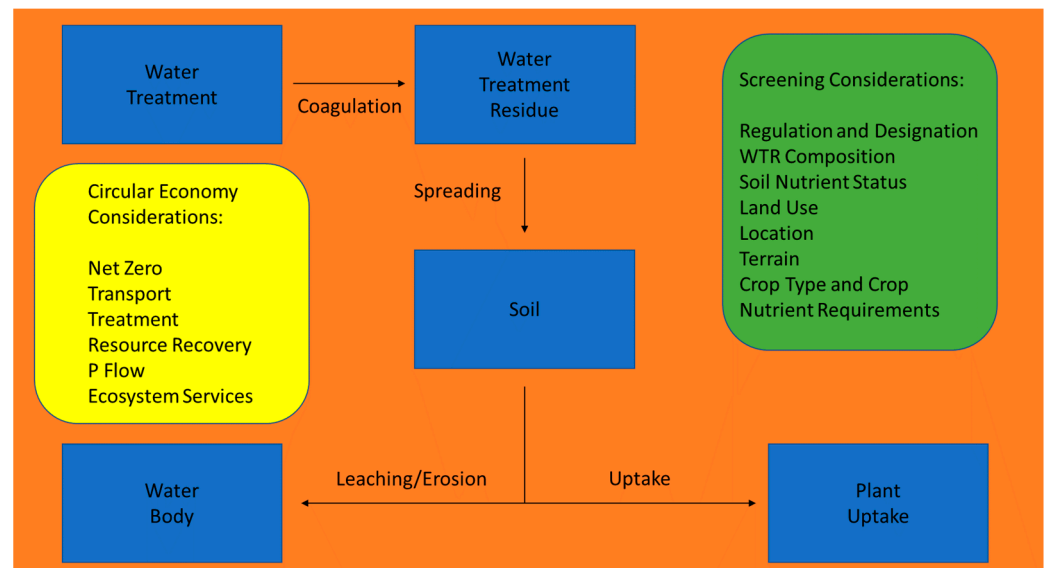 Water
Treatment
Coagulation
Water
Treatment
Residue
Screening Considerations:
Regulation and Designation
WTR Composition
Soil Nutrient Status
Land Use
Location
Terrain
Crop Type and Crop
Nutrient Requirements
Circular Economy
Considerations:
Net Zero
Transport
Treatment
Resource Recovery
P Flow
Ecosystem Services
Spreading
Soil
Leaching/Erosion
Uptake
Water
Body
Plant
Uptake